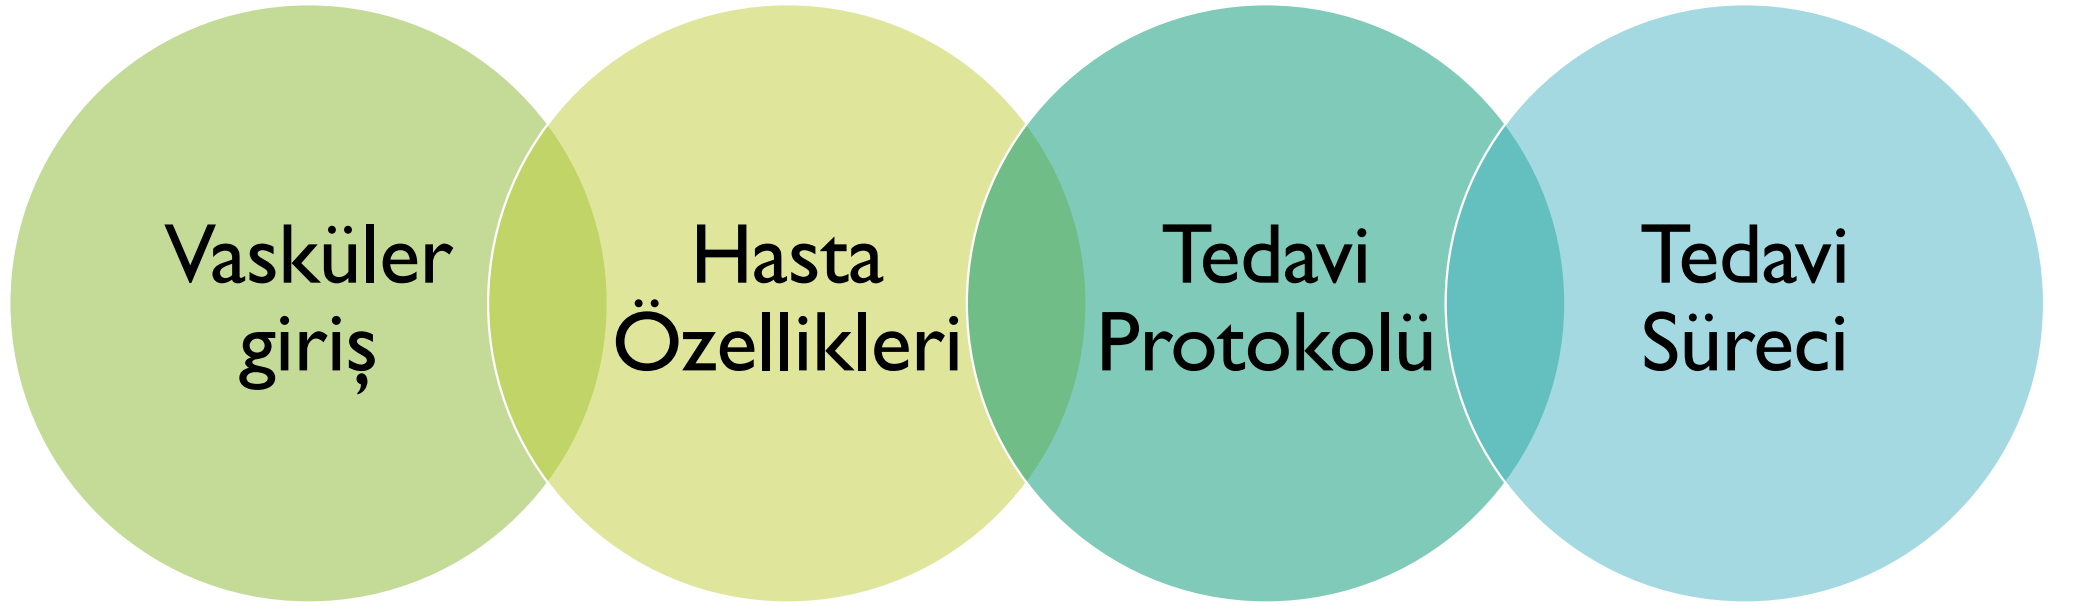 Vasküler
giriş
Hasta
Özellikleri
Tedavi
Protokolü
Tedavi
Süreci